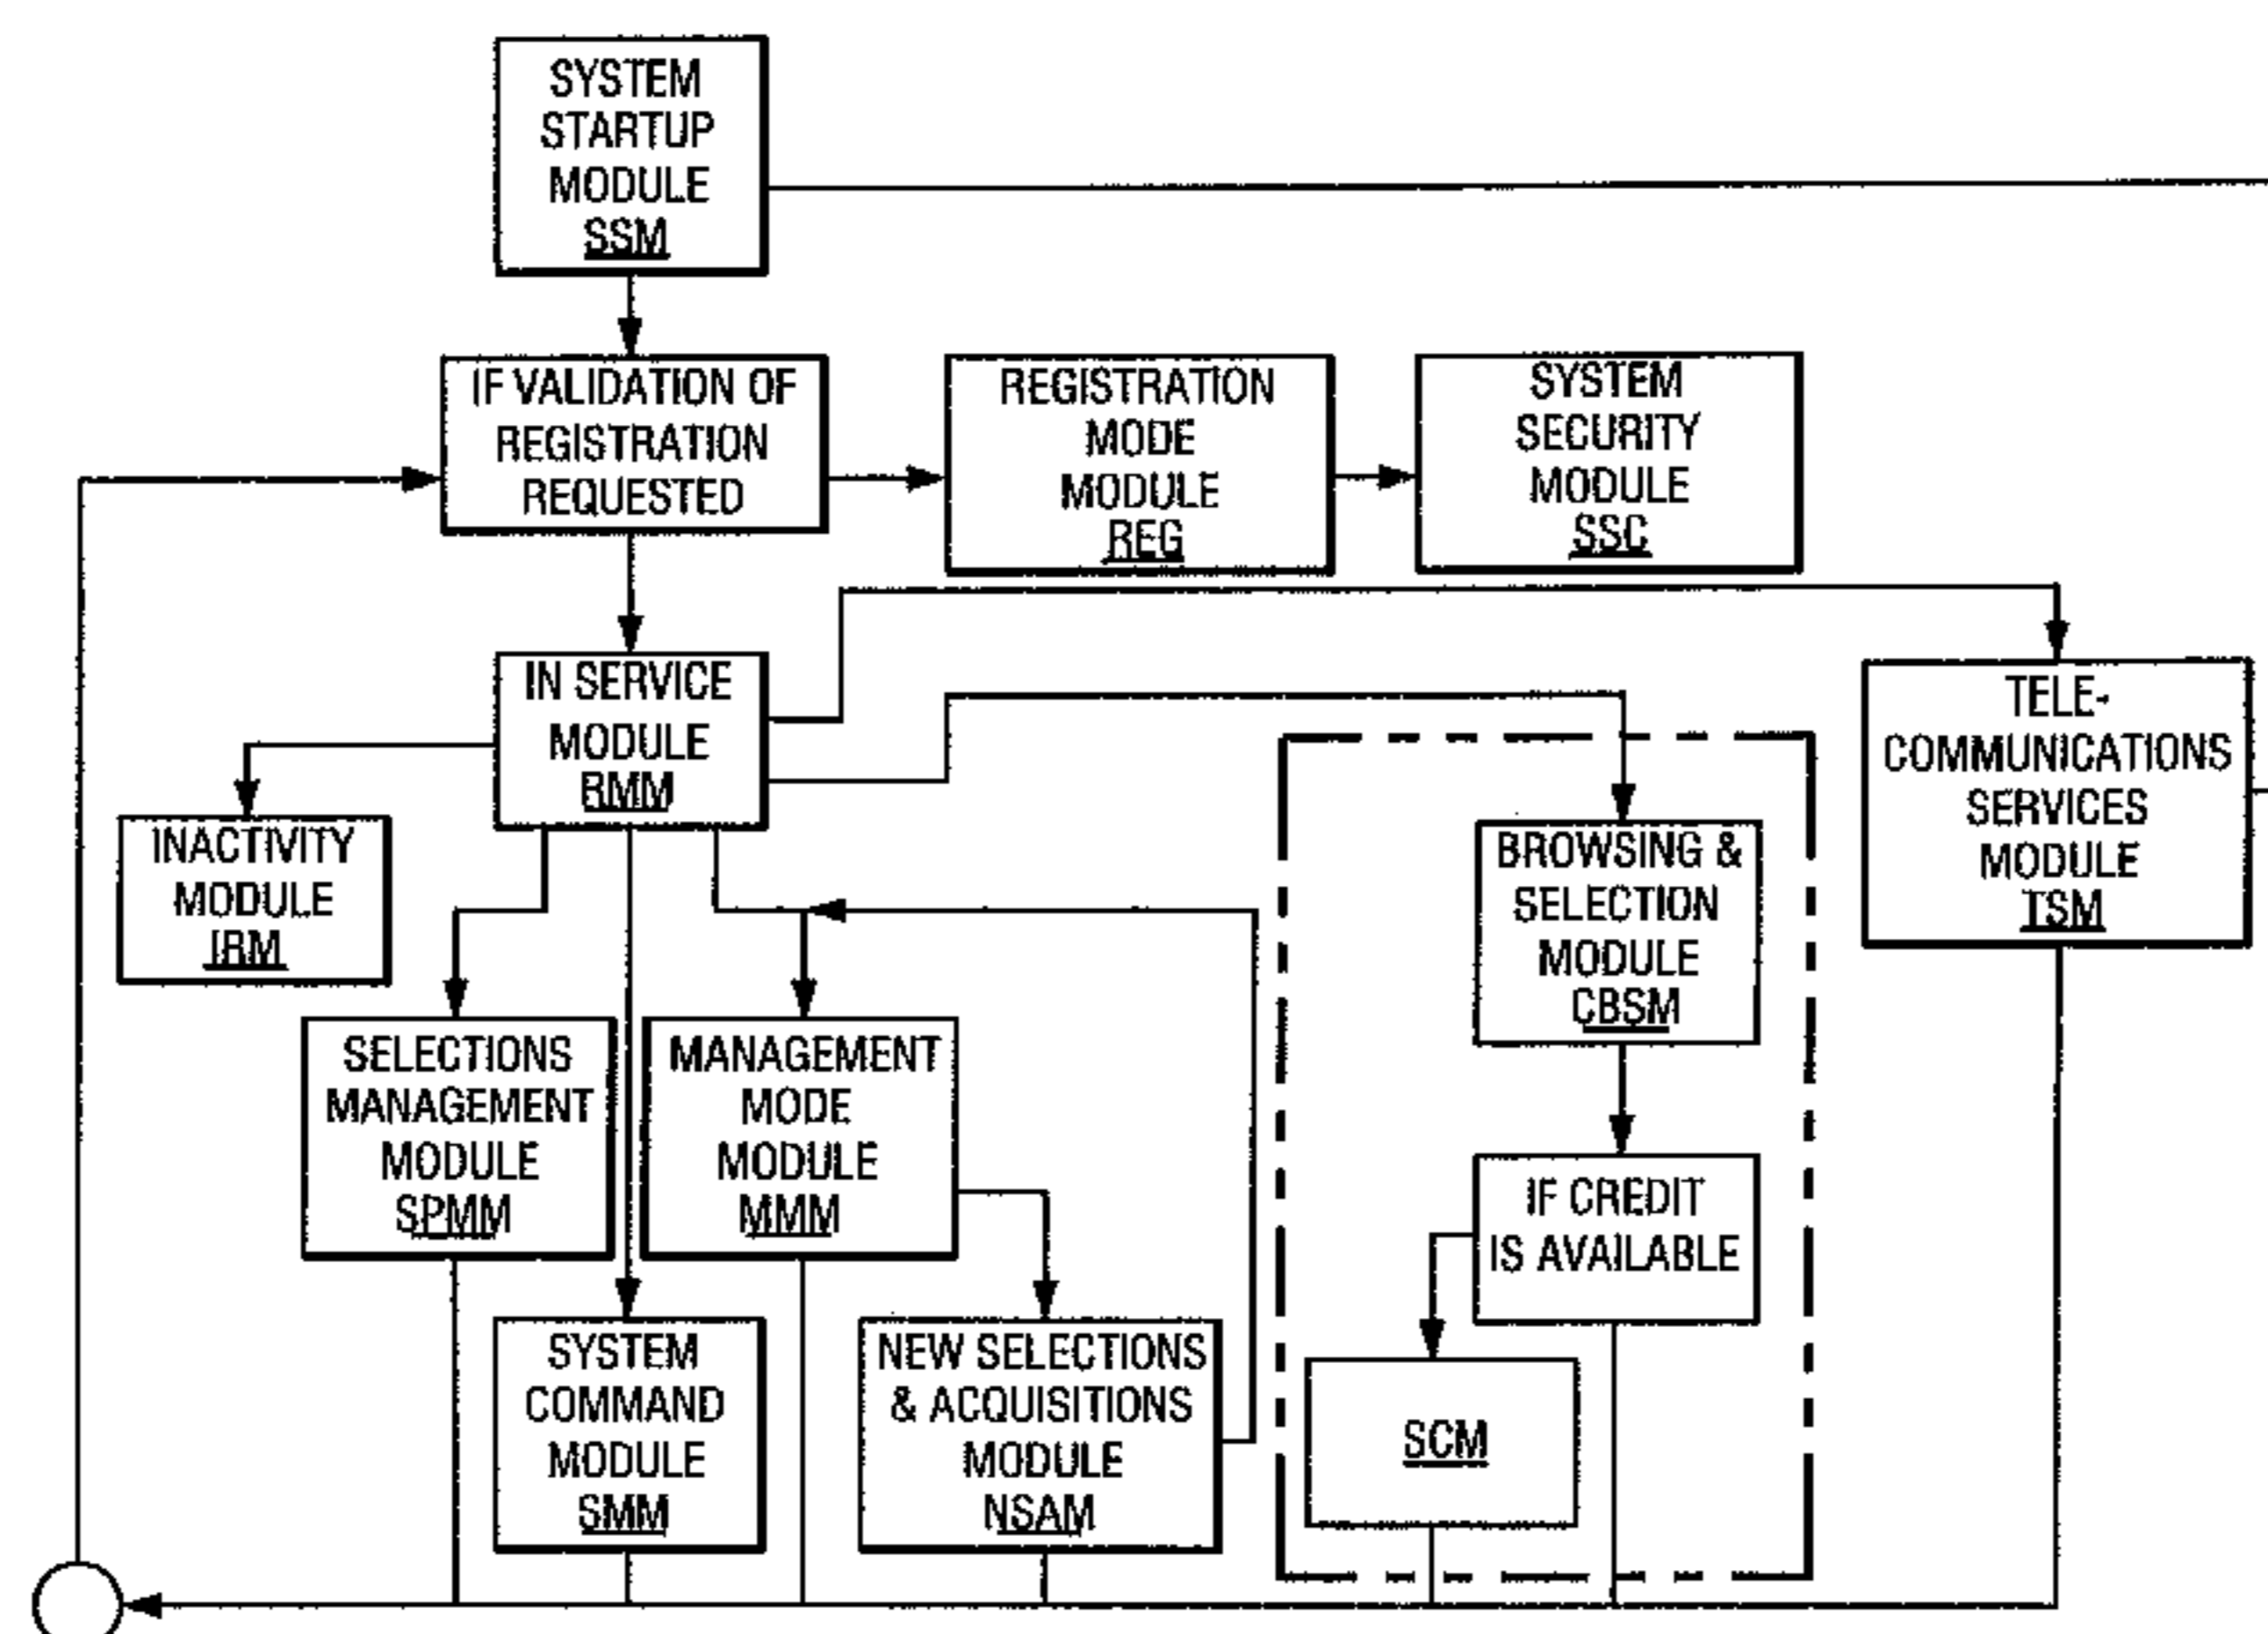 SYSTEM
STARTUP
MODULE
SSM
IF VALIDATION OF
REGISTRATION
REQUESTED
REGISTRATION
MODE
MODULE
REG
SYSTEM
SECURITY
MODULE
SSC
IN SERVICE
MODULE
RMM
TELE-
COMMUNICATIONS
SERVICES
MODULE
TSM
INACTIVITY
MODULE
IRM
BROWSING &
SELECTION
MODULE
CBSM
SELECTIONS
MANAGEMENT
MODULE
SPMM
MANAGEMENT
MODE
MODULE
MMM
IF CREDIT
IS AVAILABLE
SYSTEM
COMMAND
MODULE
SMM
NEW SELECTIONS
& ACQUISITIONS
MODULE
NSAM
SCM